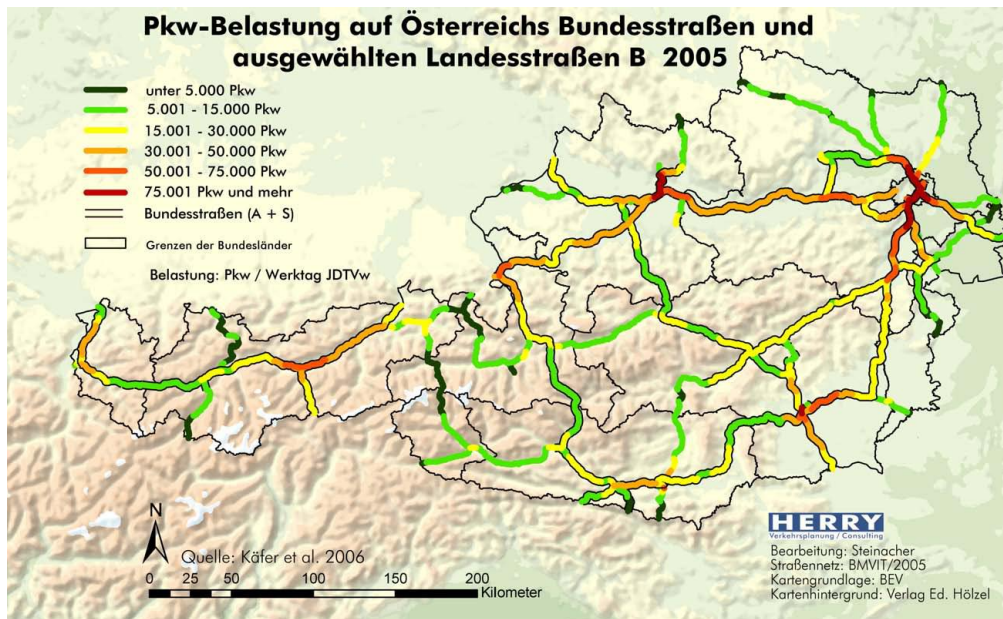 Pkw-Belastung auf Österreichs Bundesstraßen und
ausgewählten Landesstraßen B 2005
unter 5.000 Pkw
5.001 - 15.000 Pkw
15.001 - 30.000 Pkw
30.001 - 50.000 Pkw
50.001 - 75.000 Pkw
75.001 Pkw und mehr
Bundesstraßen (A + S)
Grenzen der Bundesländer
Belastung: Pkw / Werktag JDTVw
N
Quelle: Käfer et al. 2006
0 25 50 100 150 200
Kilometer
HERRY
Verkehrsplanung / Consulting
Bearbeitung: Steinacher
Straßennetz: BMVIT/2005
Kartengrundlage: BEV
Kartenhintergrund: Verlag Ed. Hölzel